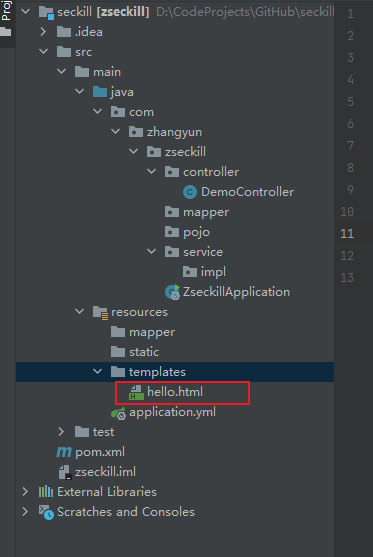 Proj
seckill [zseckill] D:\CodeProjects\GitHub\seckill
.idea
src
main
java
com
zhangyun
zseckill
controller
DemoController
mapper
pojo
service
impl
ZseckillApplication
resources
mapper
static
templates
hello.html
application.yml
test
pom.xml
zseckill.iml
External Libraries
Scratches and Consoles
1
2
3
4
5
6
7
8
9
10
11
12
13